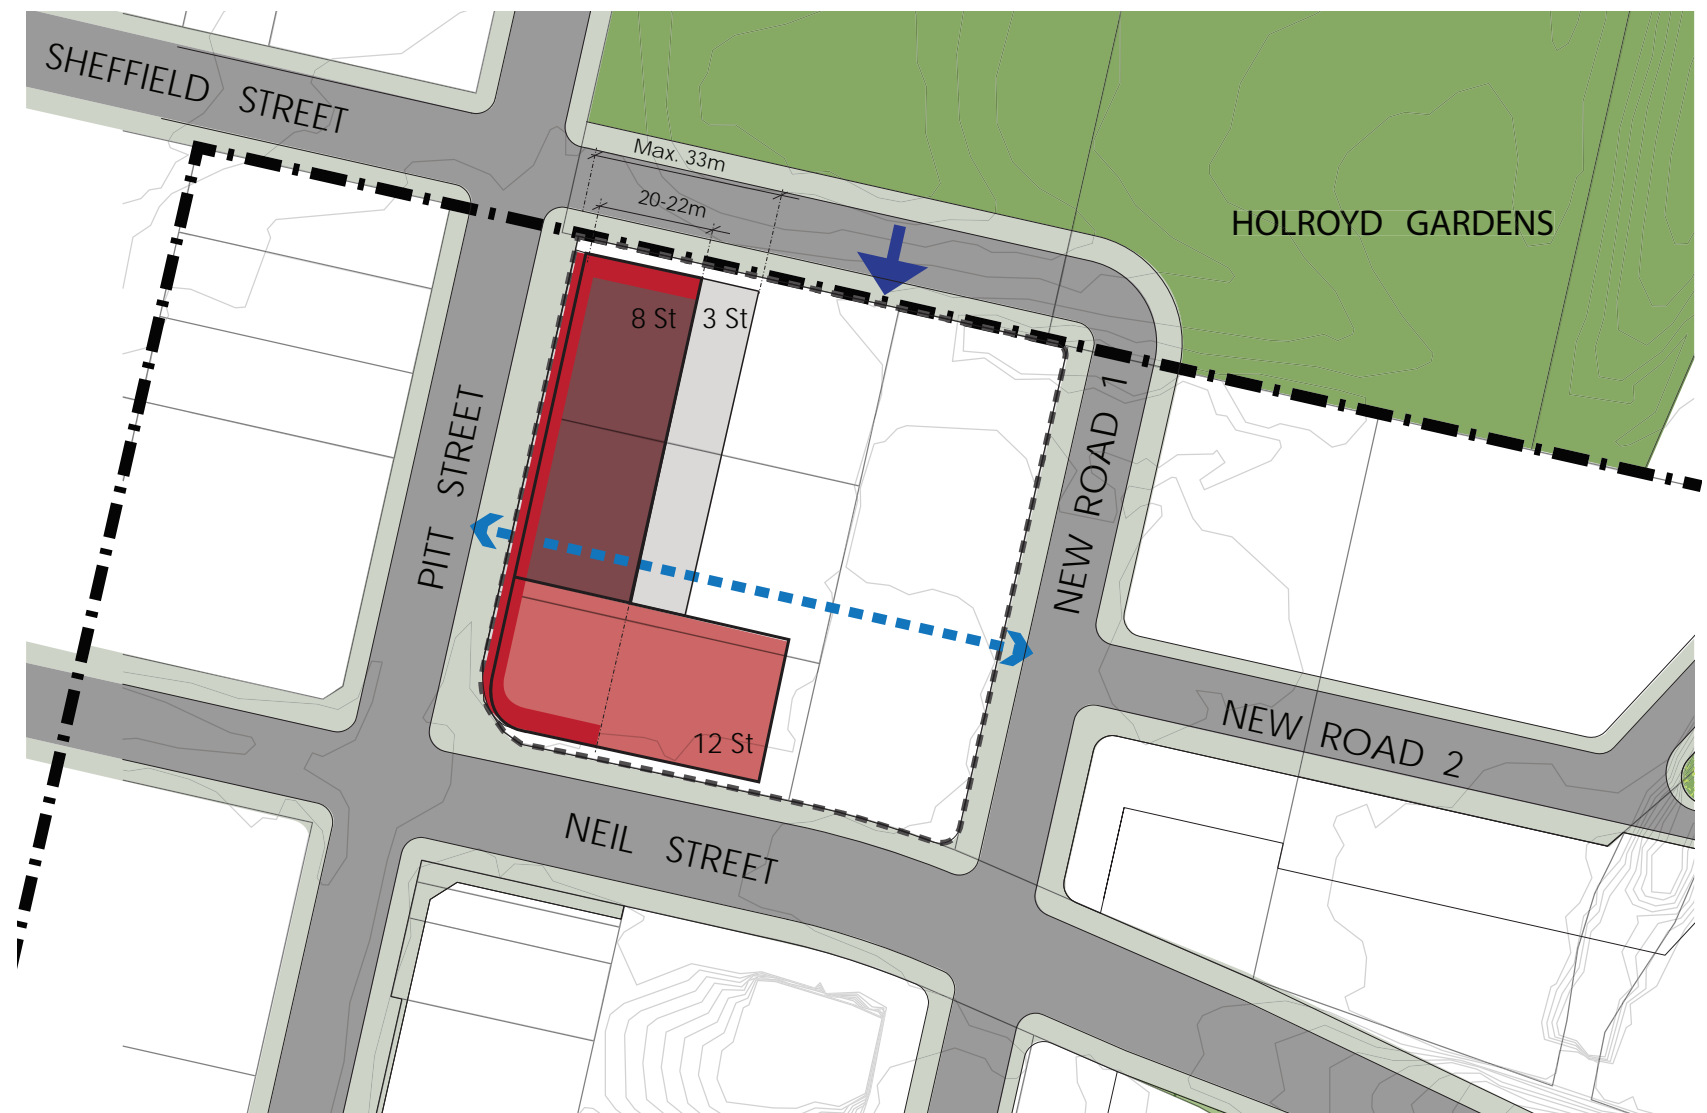 SHEFFIELD STREET
Max. 33m
20-22m
HOLROYD GARDENS
8 St
3 St
PITT STREET
NEW ROAD 1
NEW ROAD 2
12 St
NEIL STREET